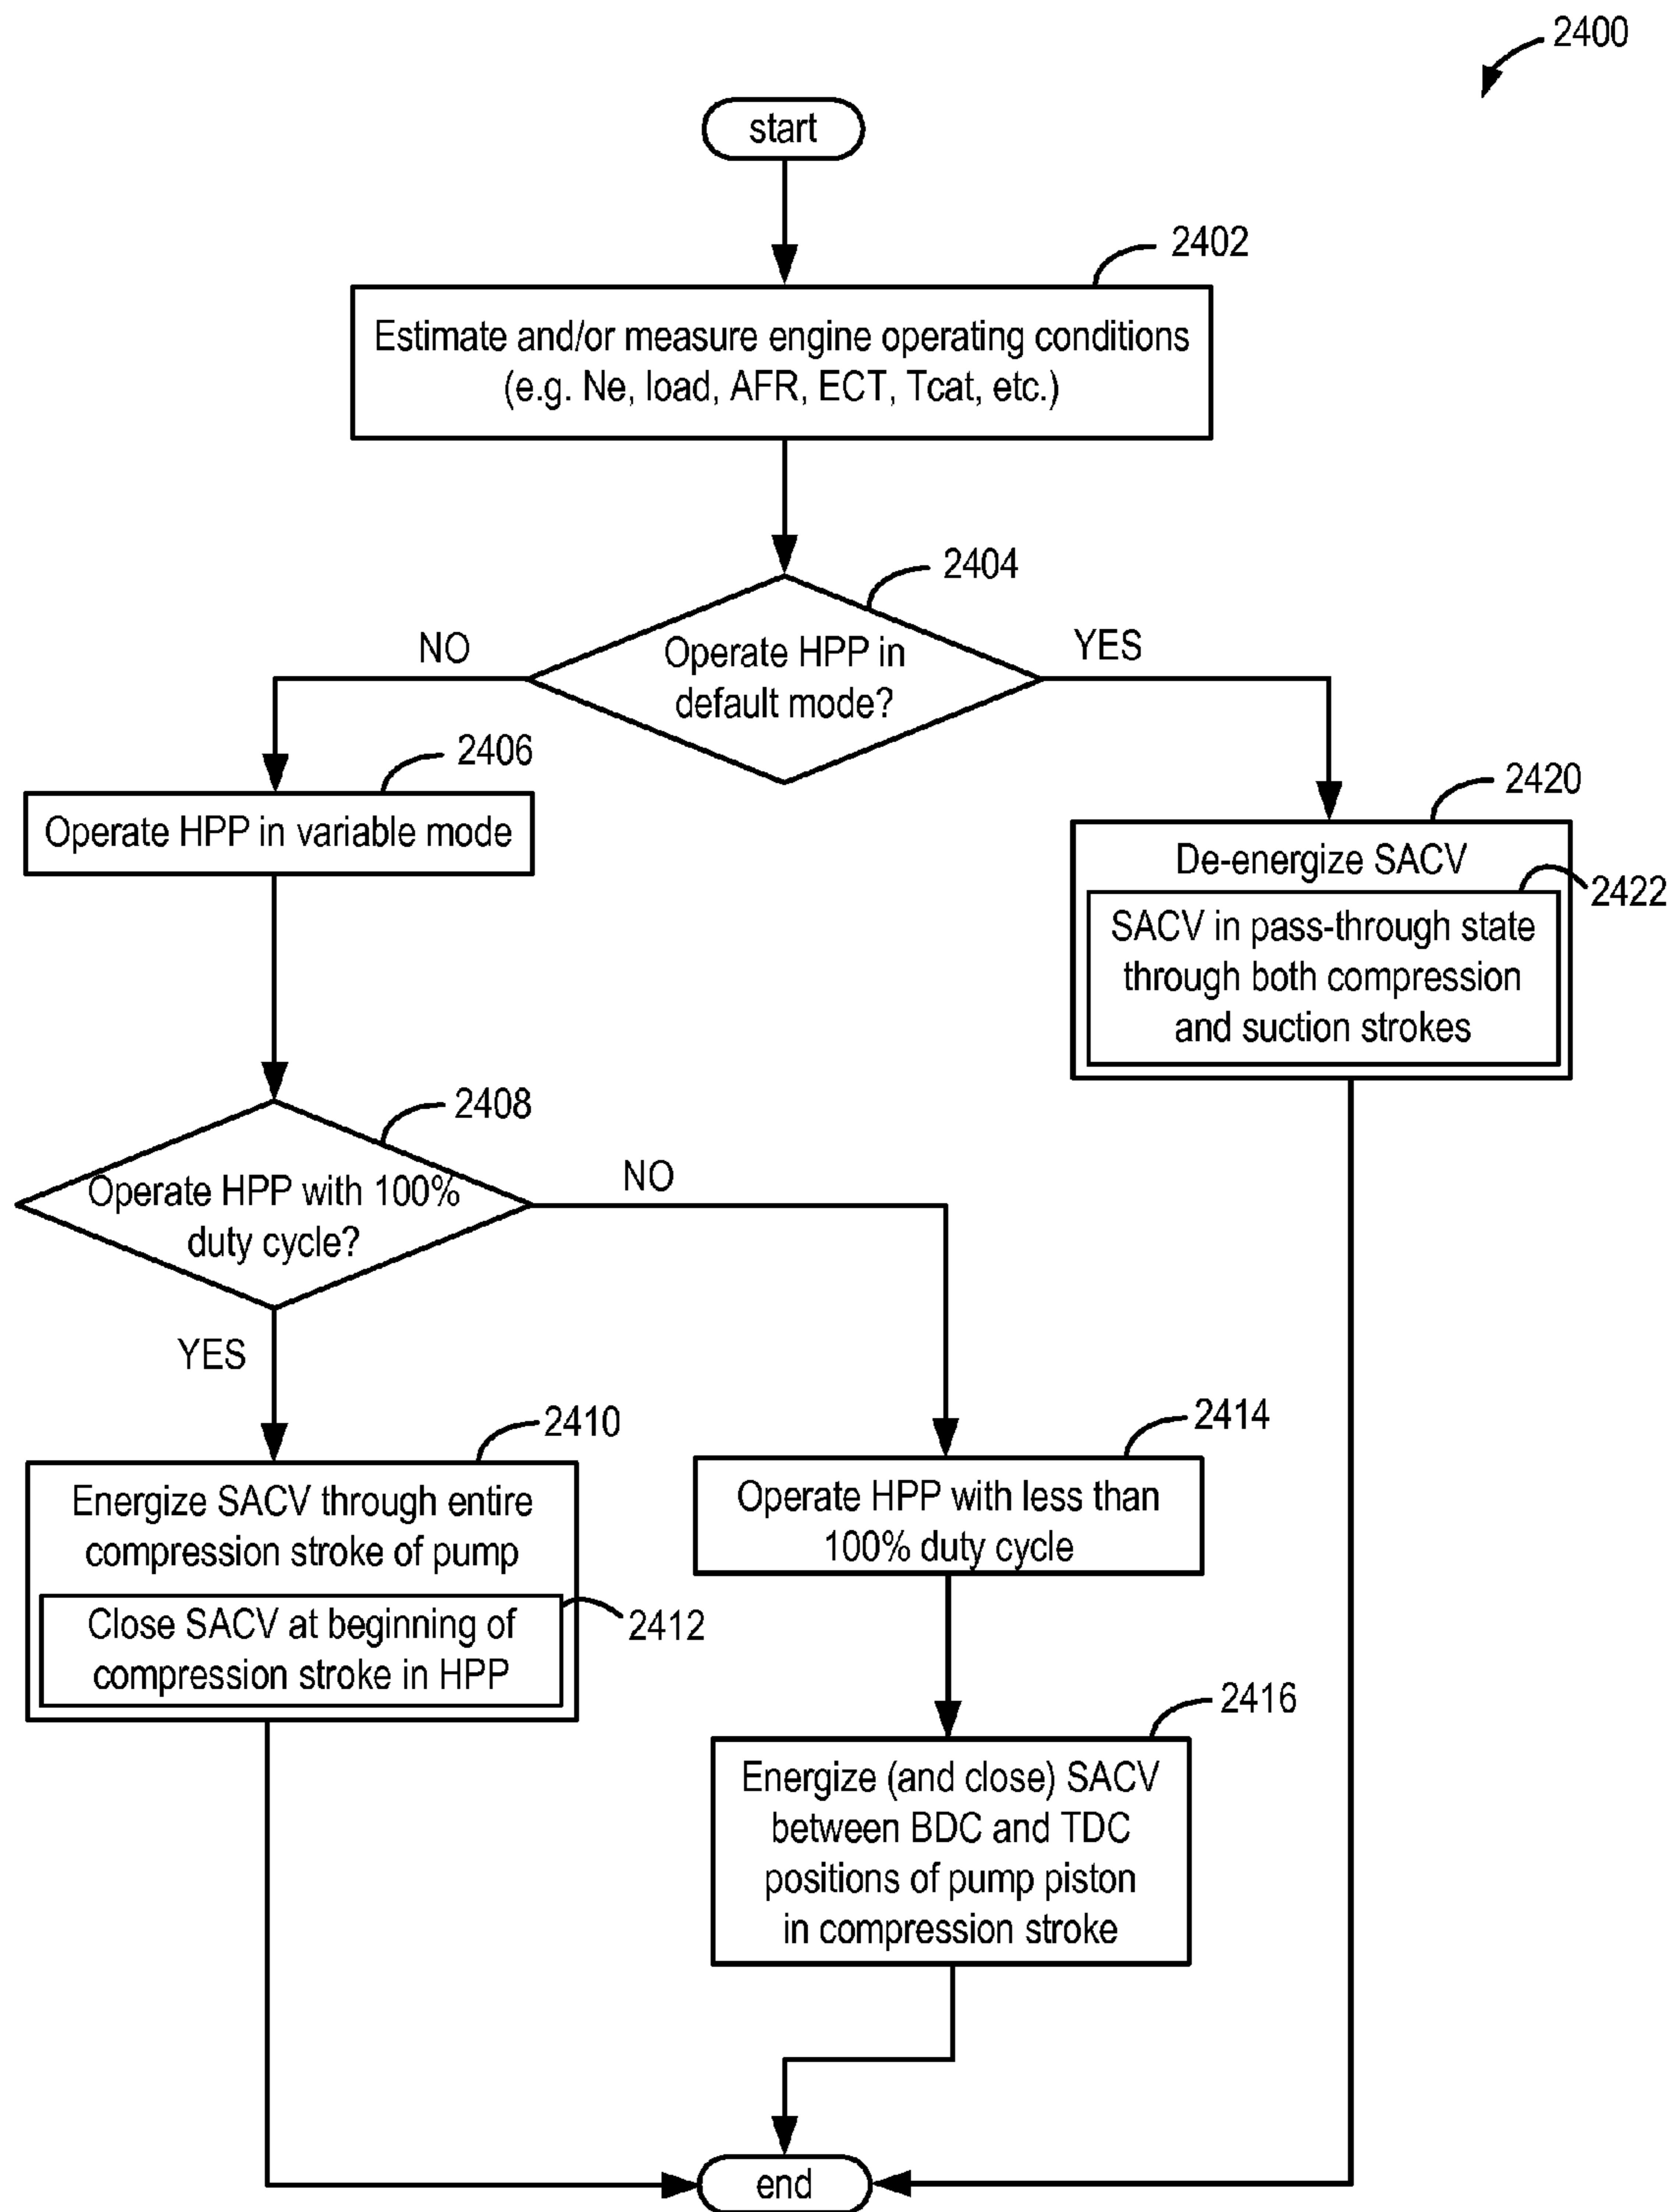 2400
start
2402
Estimate and/or measure engine operating conditions
(e.g. Ne, load, AFR, ECT, Tcat, etc.)
2404
Operate HPP in
default mode?
NO
YES
2406
Operate HPP in variable mode
2420
De-energize SACV
2422
SACV in pass-through state
through both compression
and suction strokes
2408
Operate HPP with 100%
duty cycle?
NO
YES
2410
Energize SACV through entire
compression stroke of pump
2412
Close SACV at beginning of
compression stroke in HPP
2414
Operate HPP with less than
100% duty cycle
2416
Energize (and close) SACV
between BDC and TDC
positions of pump piston
in compression stroke
end